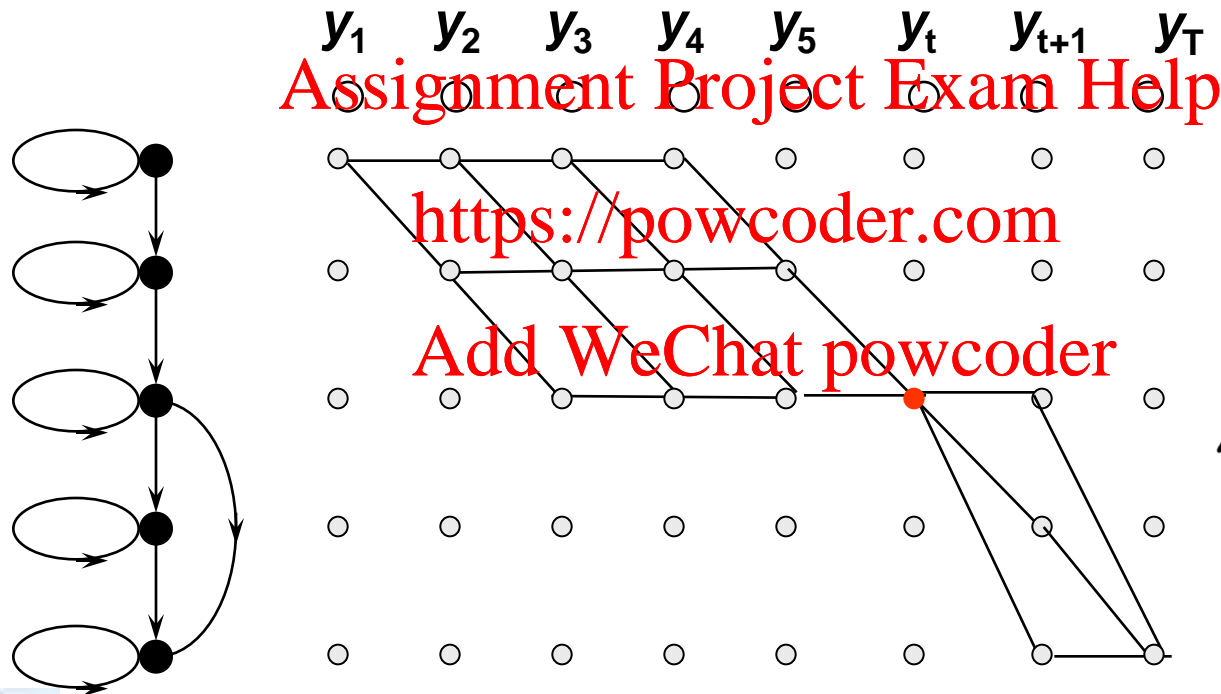 y1 y2 y3 y4 y5 yt yt+1 yT
Assignment Project Exam Help
https://powcoder.com
Add WeChat powcoder